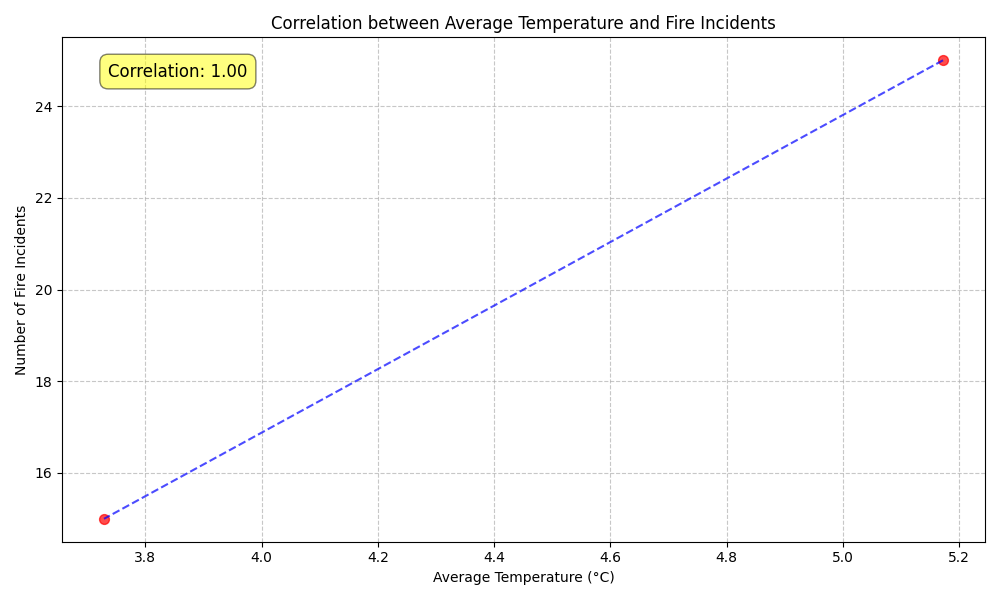 Correlation between Average Temperature and Fire Incidents
Correlation: 1.00
Number of Fire Incidents
24
22
20
18
16
3.8 4.0 4.2 4.4 4.6 4.8 5.0 5.2
Average Temperature (°C)